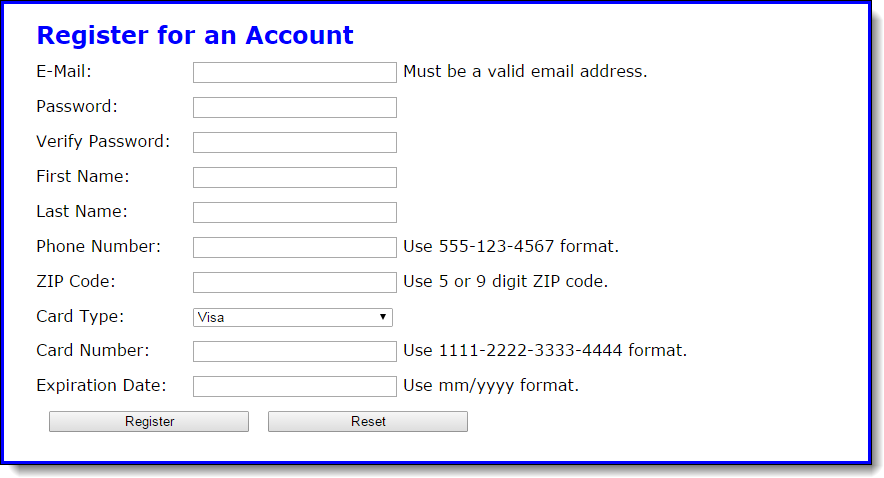 Register for an Account
E-Mail: Must be a valid email address.
Password:
Verify Password:
First Name:
Last Name:
Phone Number: Use 555-123-4567 format.
ZIP Code: Use 5 or 9 digit ZIP code.
Card Type: Visa
Card Number: Use 1111-2222-3333-4444 format.
Expiration Date: Use mm/yyyy format.
Register Reset